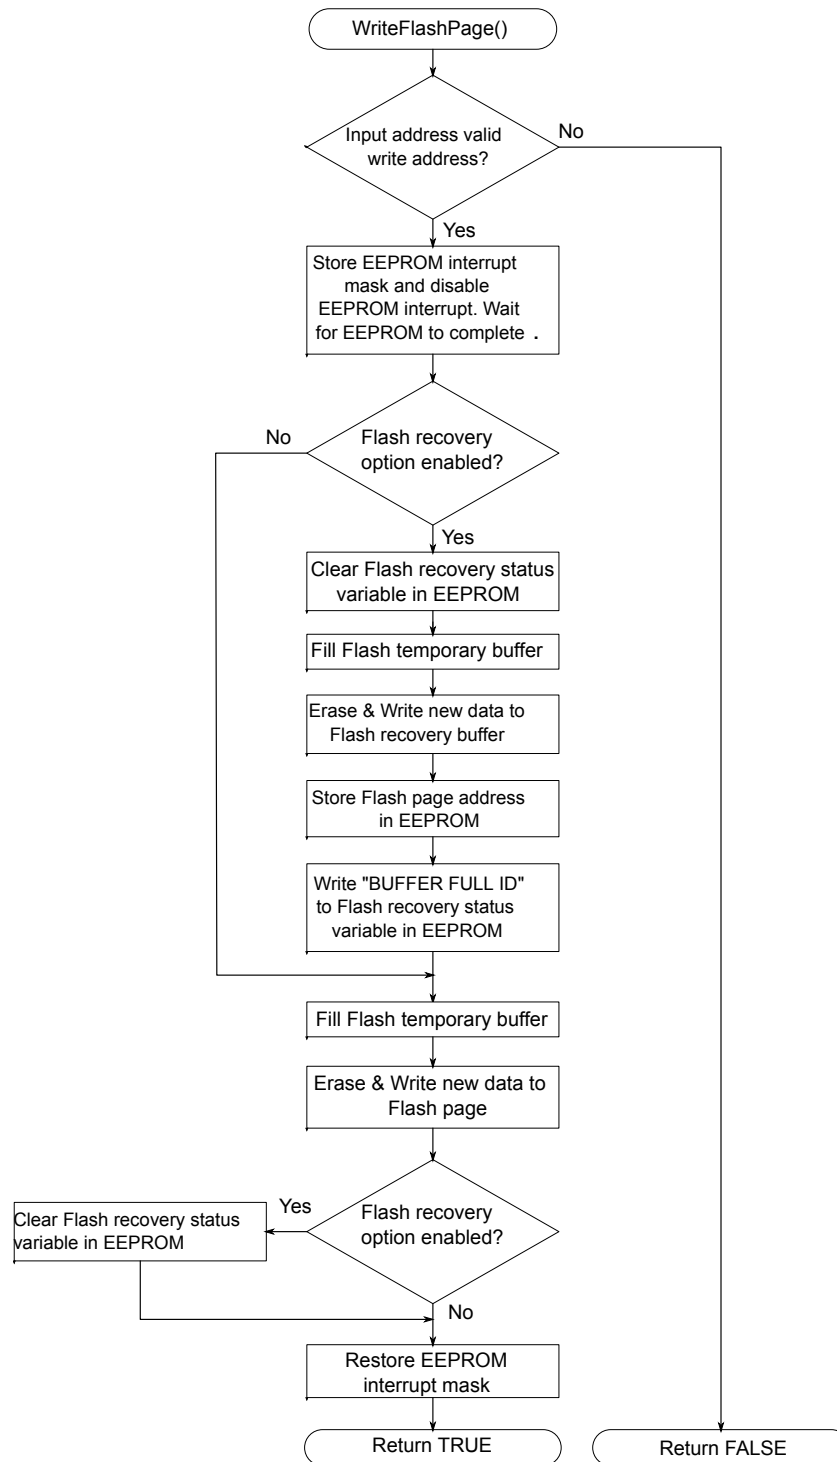 WriteFlashPage()
Input address valid
write address?
No
Yes
Store EEPROM interrupt
mask and disable
EEPROM interrupt. Wait
for EEPROM to complete .
Flash recovery
option enabled?
No
Yes
Clear Flash recovery status
variable in EEPROM
Fill Flash temporary buffer
Erase & Write new data to
Flash recovery buffer
Store Flash page address
in EEPROM
Write "BUFFER FULL ID"
to Flash recovery status
variable in EEPROM
Fill Flash temporary buffer
Erase & Write new data to
Flash page
Flash recovery
option enabled?
Yes
Clear Flash recovery status
variable in EEPROM
No
Restore EEPROM
interrupt mask
Return TRUE
Return FALSE